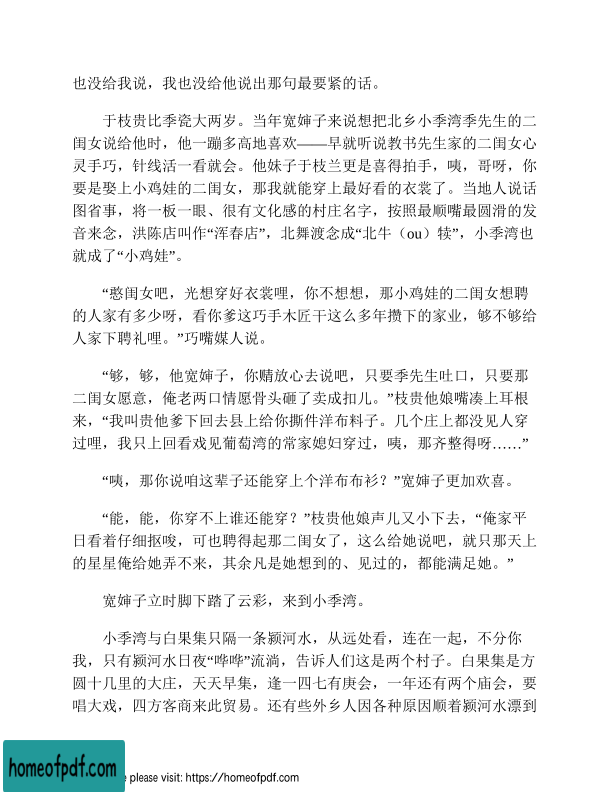 也没给我说，我也没给他说出那句最要紧的话。
于枝贵比季瓷大两岁。当年宽婶子来说想把北乡小季湾季先生的二
闺女说给他时，他一蹦多高地喜欢——早就听说教书先生家的二闺女心
灵手巧，针线活一看就会。他妹子于枝兰更是喜得拍手，咦，哥呀，你
要是娶上小鸡娃的二闺女，那我就能穿上最好看的衣裳了。当地人说话
图省事，将一板一眼、很有文化感的村庄名字，按照最顺嘴最圆滑的发
音来念，洪陈店叫作“浑春店”，北舞渡念成“北牛（ou）犊”，小季湾也
就成了“小鸡娃”。
“憨闺女吧，光想穿好衣裳哩，你不想想，那小鸡娃的二闺女想聘
的人家有多少呀，看你爹这巧手木匠干这么多年攒下的家业，够不够给
人家下聘礼哩。”巧嘴媒人说。
“够，够，他宽婶子，你赌放心去说吧，只要季先生吐口，只要那
二闺女愿意，俺老两口情愿骨头砸了卖成扣儿。”枝贵他娘嘴凑上耳根
来，“我叫贵他爹下回去县上给你撕件洋布料子。几个庄上都没见人穿
过哩，我只上回看戏见葡萄湾的常家媳妇穿过，咦，那齐整得呀……”
“咦，那你说咱这辈子还能穿上个洋布布衫？”宽婶子更加欢喜。
“能，能，你穿不上谁还能穿？”枝贵他娘声儿又小下去，“俺家平
日看着仔细抠唆，可也聘得起那二闺女了，这么给她说吧，就只那天上
的星星俺给她弄不来，其余凡是她想到的、见过的，都能满足她。”
宽婶子立时脚下踏了云彩，来到小季湾。
小季湾与白果集只隔一条颍河水，从远处看，连在一起，不分你
我，只有颍河水日夜“哗哗”流淌，告诉人们这是两个村子。白果集是方
圆十几里的大庄，天天早集，逢一四七有庚会，一年还有两个庙会，要
唱大戏，四方客商来此贸易。还有些外乡人因各种原因顺着颍河水漂到
homeofpdf.com
e please visit: https://homeofpdf.com